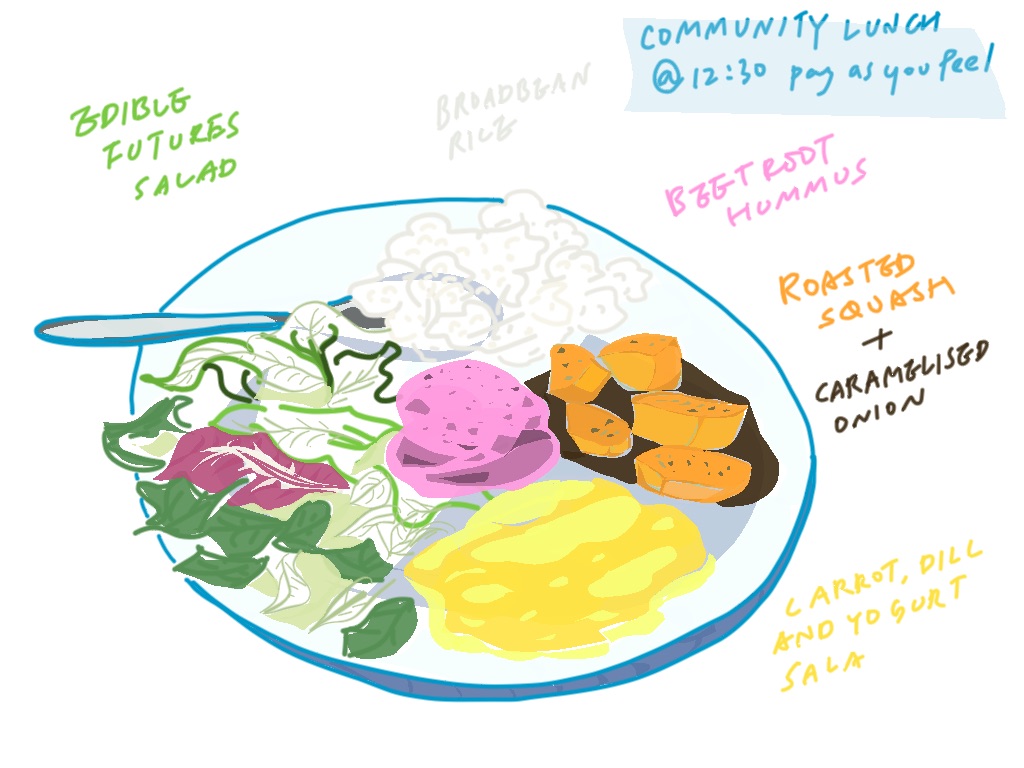 COMMUNITY LUNCH
@12:30 pay as you feel
EDIBLE
FUTURES
SALAD
BROADBEAN
RICE
BEETROOT
HUMMUS
ROASTED
SQUASH
+
CARAMELISED
ONION
CARROT, DILL
AND YOGURT
SALA